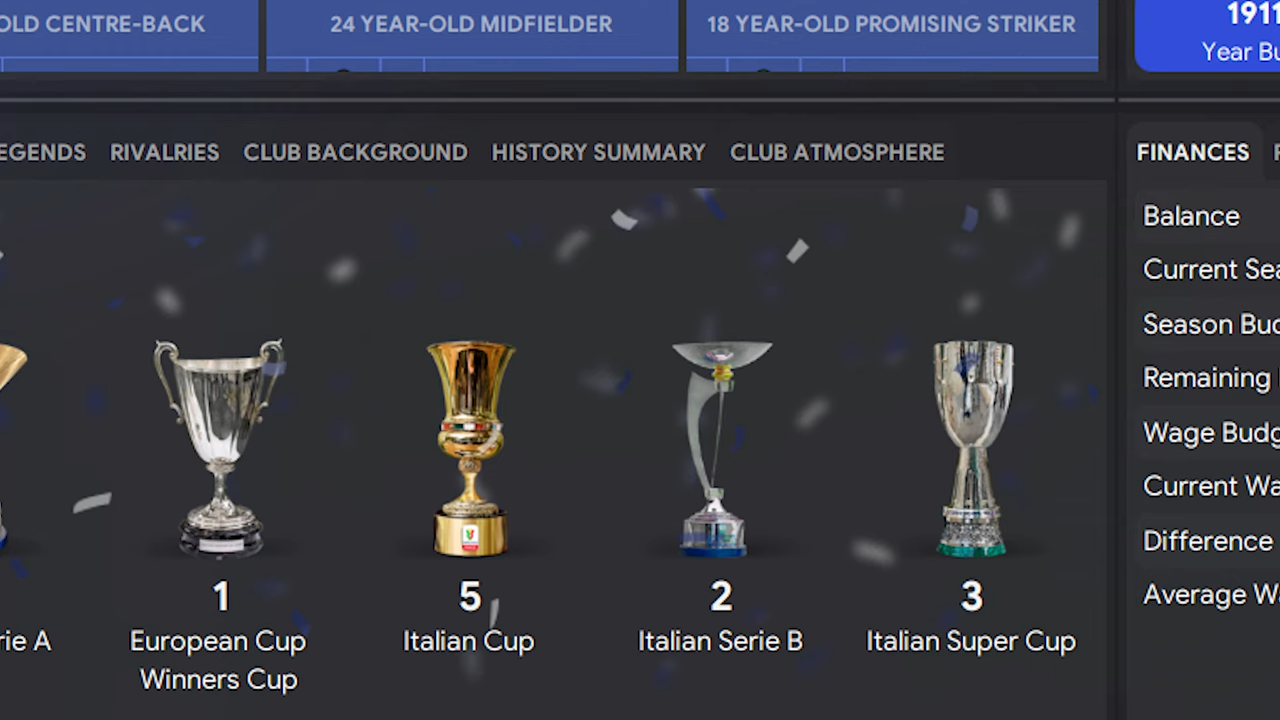 OLD CENTRE-BACK
24 YEAR-OLD MIDFIELDER
18 YEAR-OLD PROMISING STRIKER
1911
Year Bu
EGENDS RIVALRIES CLUB BACKGROUND HISTORY SUMMARY CLUB ATMOSPHERE
FINANCES
Balance
Current Sea
Season Bud
Remaining
Wage Budg
Current Wa
Difference
Average Wa
rie A
1
European Cup
Winners Cup
5
Italian Cup
2
Italian Serie B
3
Italian Super Cup